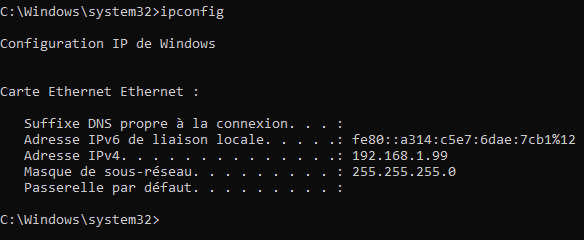 C:\Windows\system32>ipconfig
Configuration IP de Windows
Carte Ethernet Ethernet :
Suffixe DNS propre à la connexion. . . :
Adresse IPv6 de liaison locale. . . . .: fe80::a314:c5e7:6dae:7cb1%12
Adresse IPv4. . . . . . . . . . . . . .: 192.168.1.99
Masque de sous-réseau. . . . . . . . . : 255.255.255.0
Passerelle par défaut. . . . . . . . . :
C:\Windows\system32>